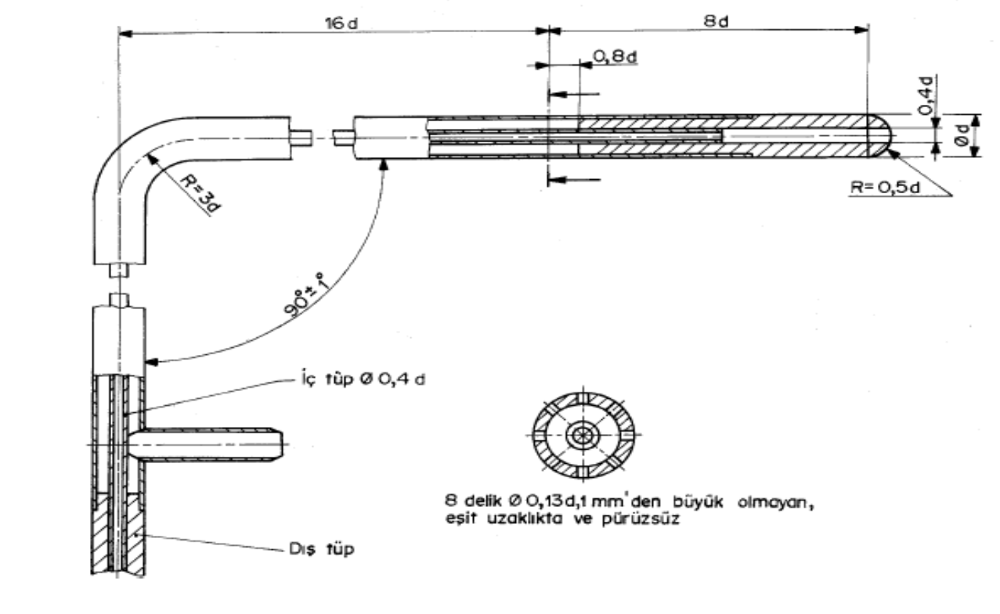 16d
8d
0,8d
0,4d
Ød
R=3d
R=0,5d
90°±1°
İç tüp Ø 0,4 d
8 delik Ø 0,13d,1 mm'den büyük olmayan,
eşit uzaklıkta ve pürüzsüz
Dış tüp